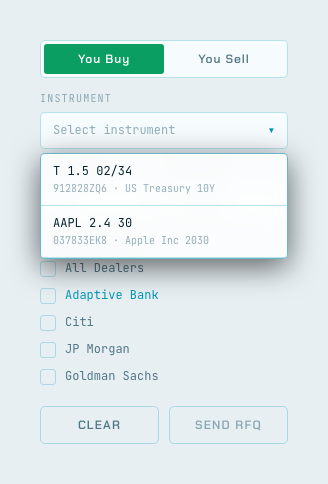 You Buy
You Sell
INSTRUMENT
Select instrument ▾
T 1.5 02/34
912828ZQ6 · US Treasury 10Y
AAPL 2.4 30
037833EK8 · Apple Inc 2030
All Dealers
Adaptive Bank
Citi
JP Morgan
Goldman Sachs
CLEAR
SEND RFQ